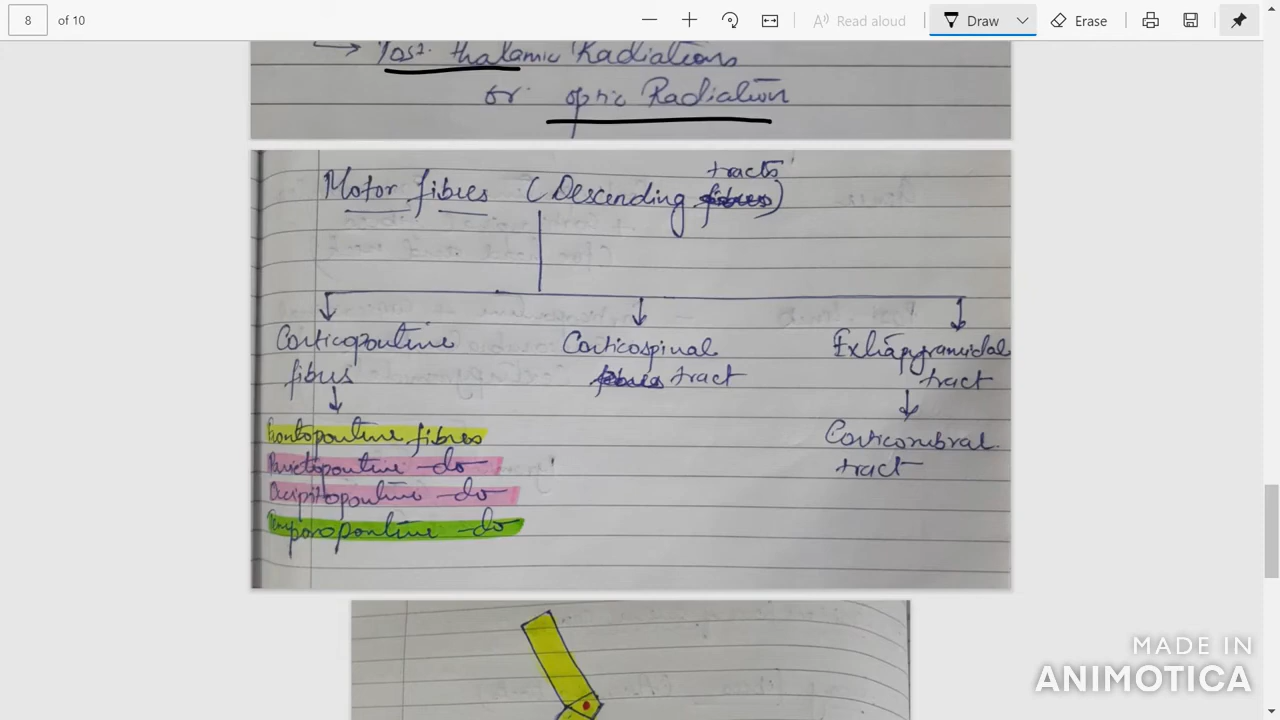 8 of 10
Read aloud
Draw
Erase
Post. thalamic Radiations
or optic Radiation
Motor fibres (Descending fibres tracts)
Corticopontine fibres
Corticospinal fibres tract
Extrapyramidal tract
Frontopontine fibres
Parietopontine -do
Occipitopontine -do
Temporopontine -do
Corticorubral tract
MADE IN
ANIMOTICA